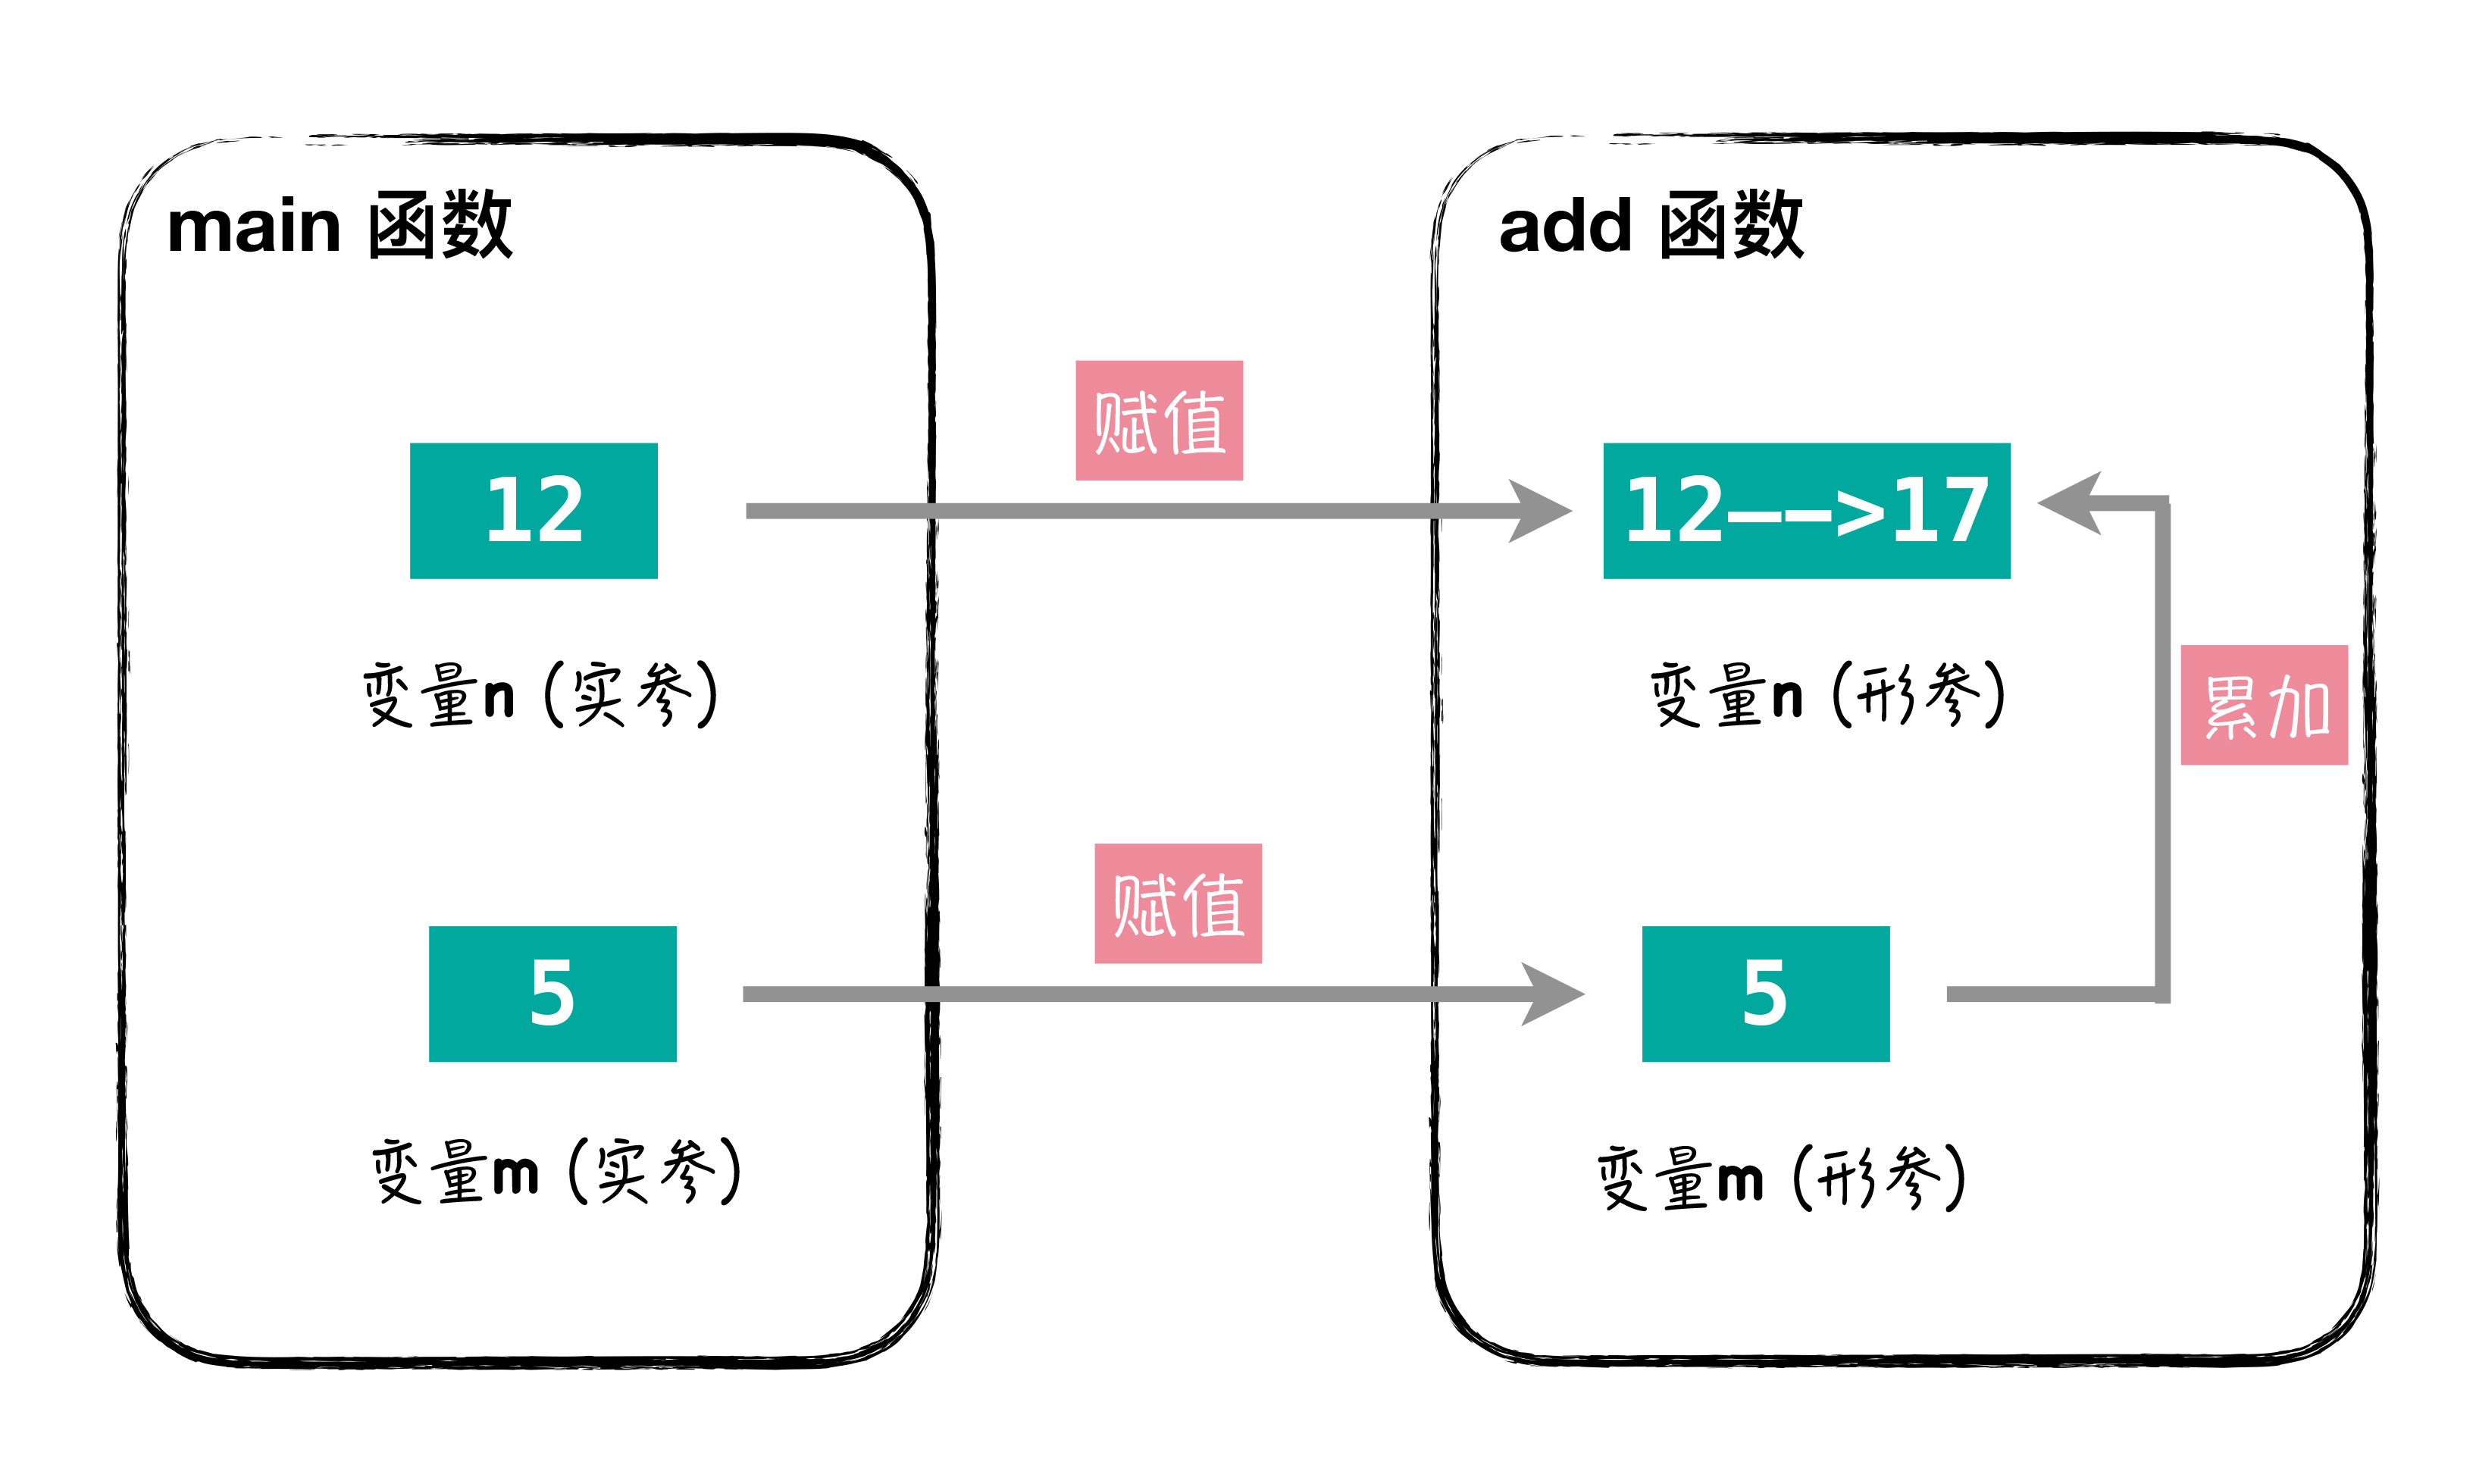 main 函数
add 函数
赋值
12
12——>17
变量n (实参)
变量n (形参)
累加
赋值
5
5
变量m (实参)
变量m (形参)